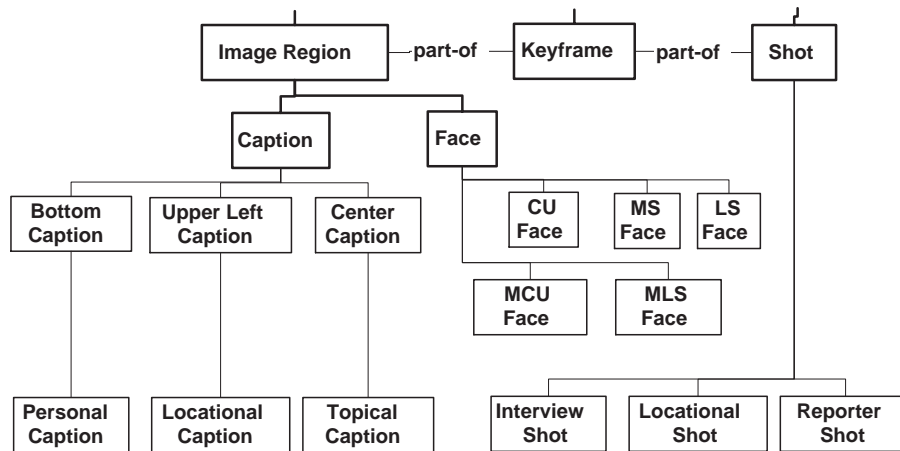 Image Region
part-of
Keyframe
part-of
Shot
Caption
Face
Bottom
Caption
Upper Left
Caption
Center
Caption
CU
Face
MS
Face
LS
Face
MCU
Face
MLS
Face
Personal
Caption
Locational
Caption
Topical
Caption
Interview
Shot
Locational
Shot
Reporter
Shot